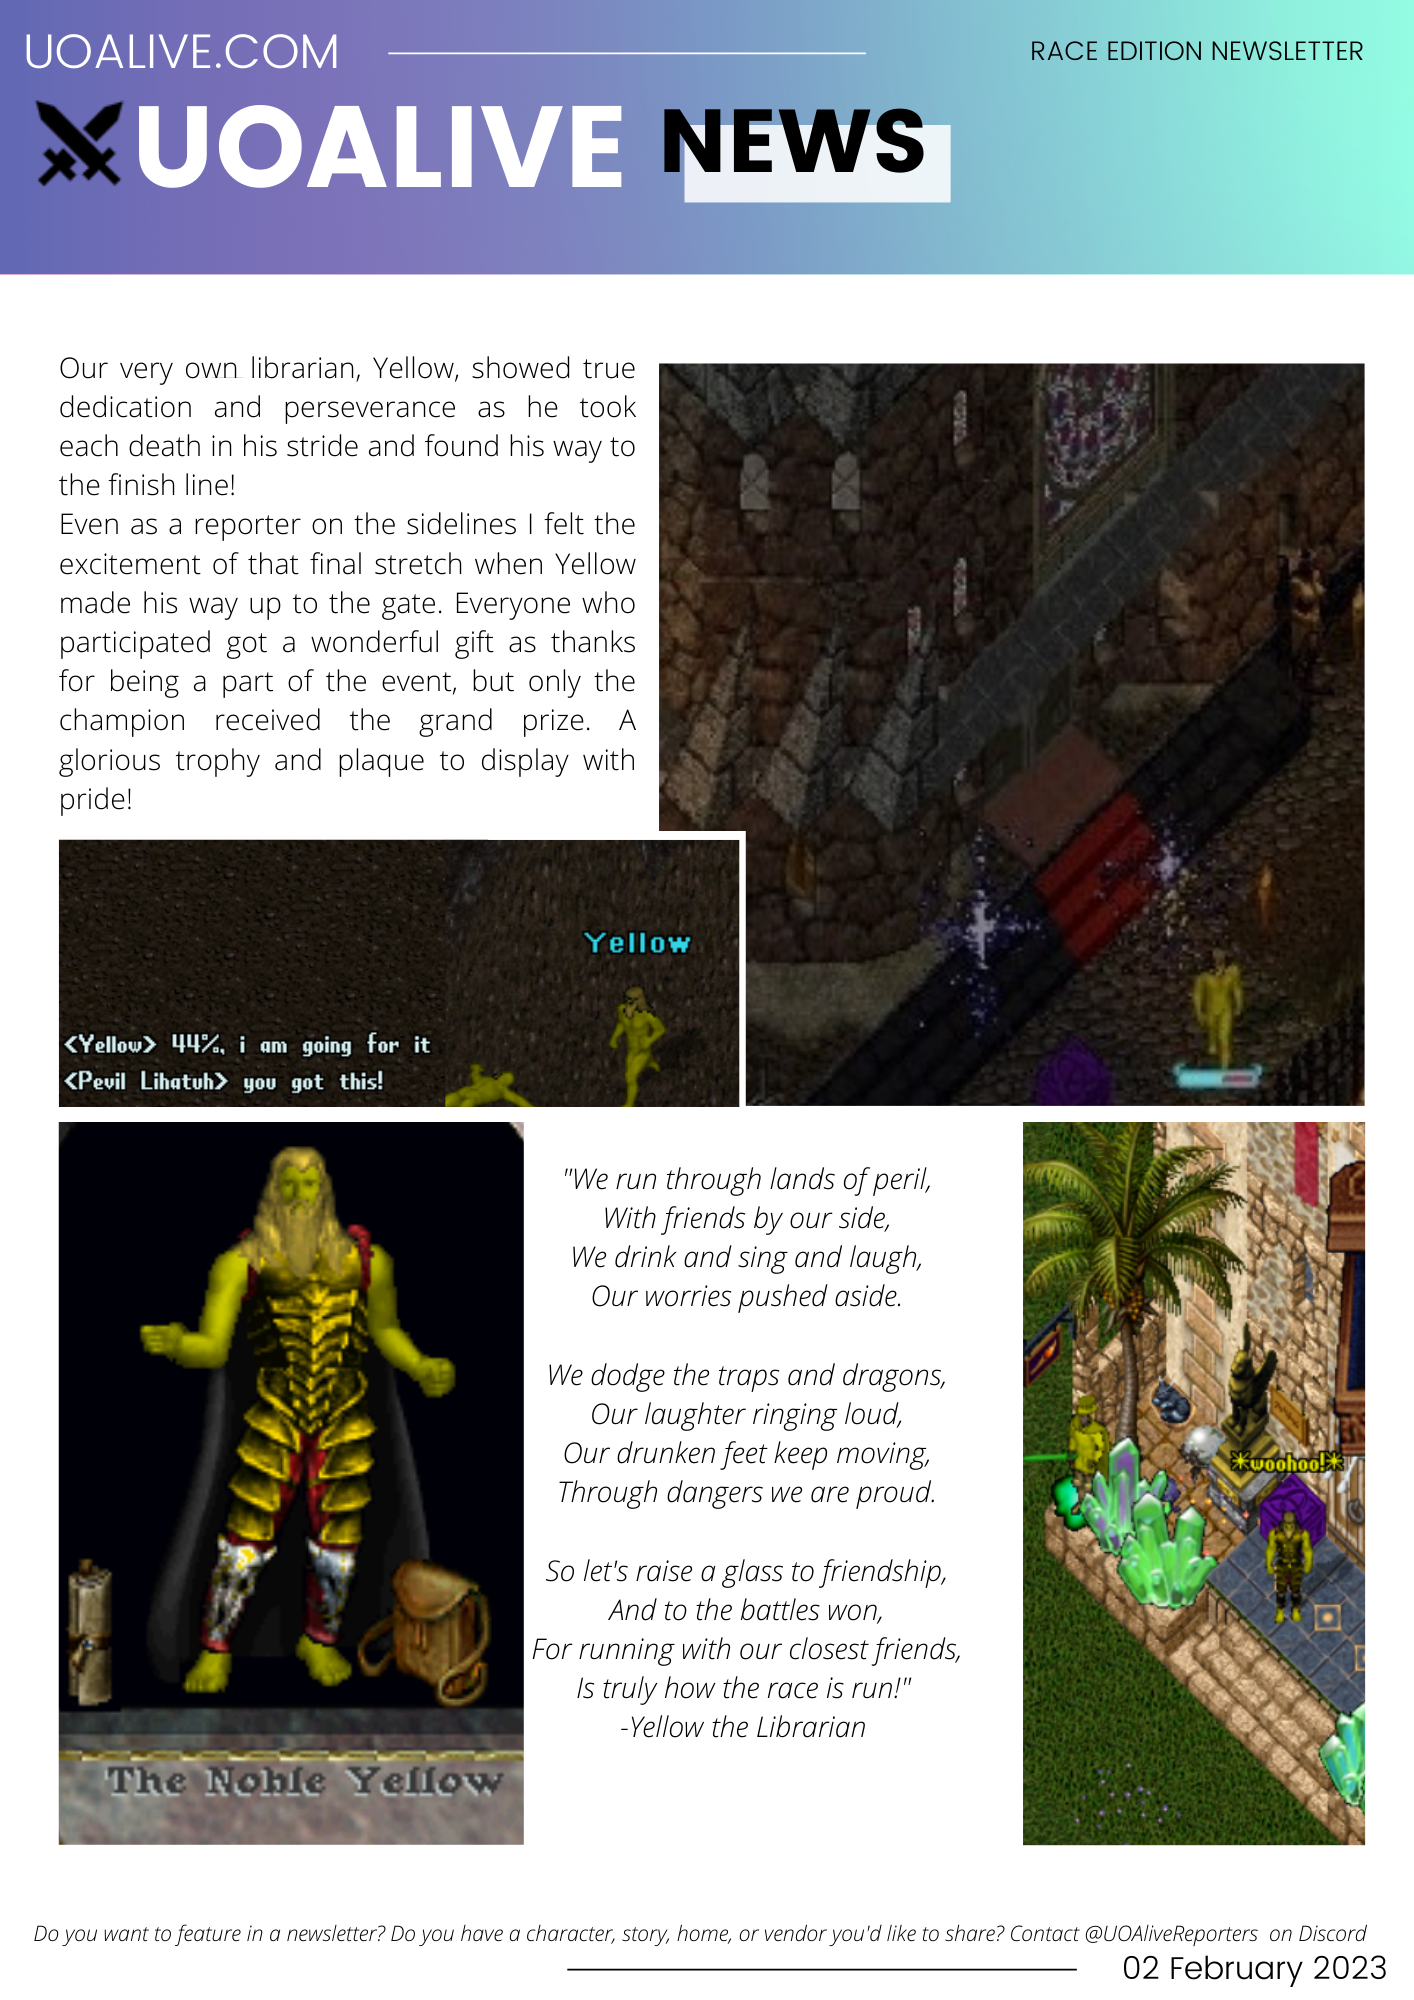 UOALIVE.COM
RACE EDITION NEWSLETTER
UOALIVE NEWS
Our very own librarian, Yellow, showed true
dedication and perseverance as he took
each death in his stride and found his way to
the finish line!
Even as a reporter on the sidelines I felt the
excitement of that final stretch when Yellow
made his way up to the gate. Everyone who
participated got a wonderful gift as thanks
for being a part of the event, but only the
champion received the grand prize. A
glorious trophy and plaque to display with
pride!
Yellow
<Yellow> 44%, i am going for it
<Pevil Lihatuh> you got this!
The Noble Yellow
"We run through lands of peril,
With friends by our side,
We drink and sing and laugh,
Our worries pushed aside.
We dodge the traps and dragons,
Our laughter ringing loud,
Our drunken feet keep moving,
Through dangers we are proud.
So let's raise a glass to friendship,
And to the battles won,
For running with our closest friends,
Is truly how the race is run!"
-Yellow the Librarian
*woohoo!*
Do you want to feature in a newsletter? Do you have a character, story, home, or vendor you'd like to share? Contact @UOAliveReporters on Discord
02 February 2023